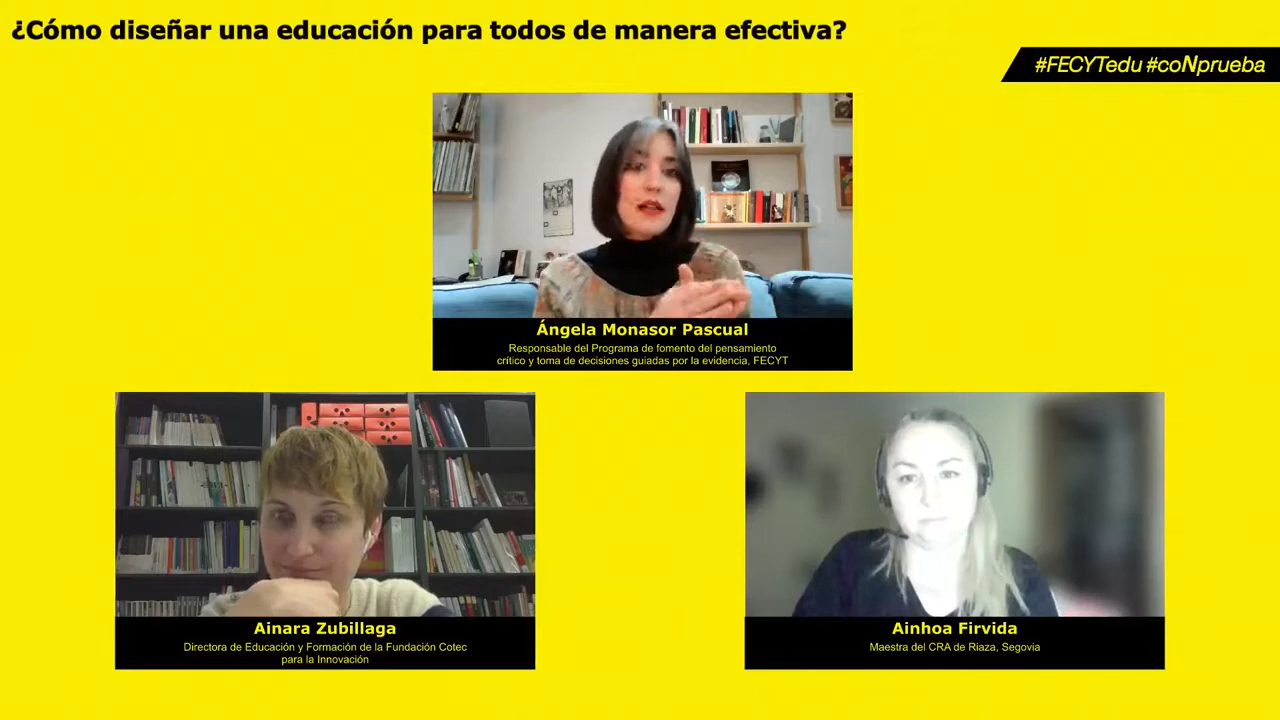 ¿Cómo diseñar una educación para todos de manera efectiva?
#FECYTedu #coNprueba
Ángela Monasor Pascual
Responsable del Programa de fomento del pensamiento
crítico y toma de decisiones guiadas por la evidencia, FECYT
Ainara Zubillaga
Directora de Educación y Formación de la Fundación Cotec
para la Innovación
Ainhoa Firvida
Maestra del CRA de Riaza, Segovia